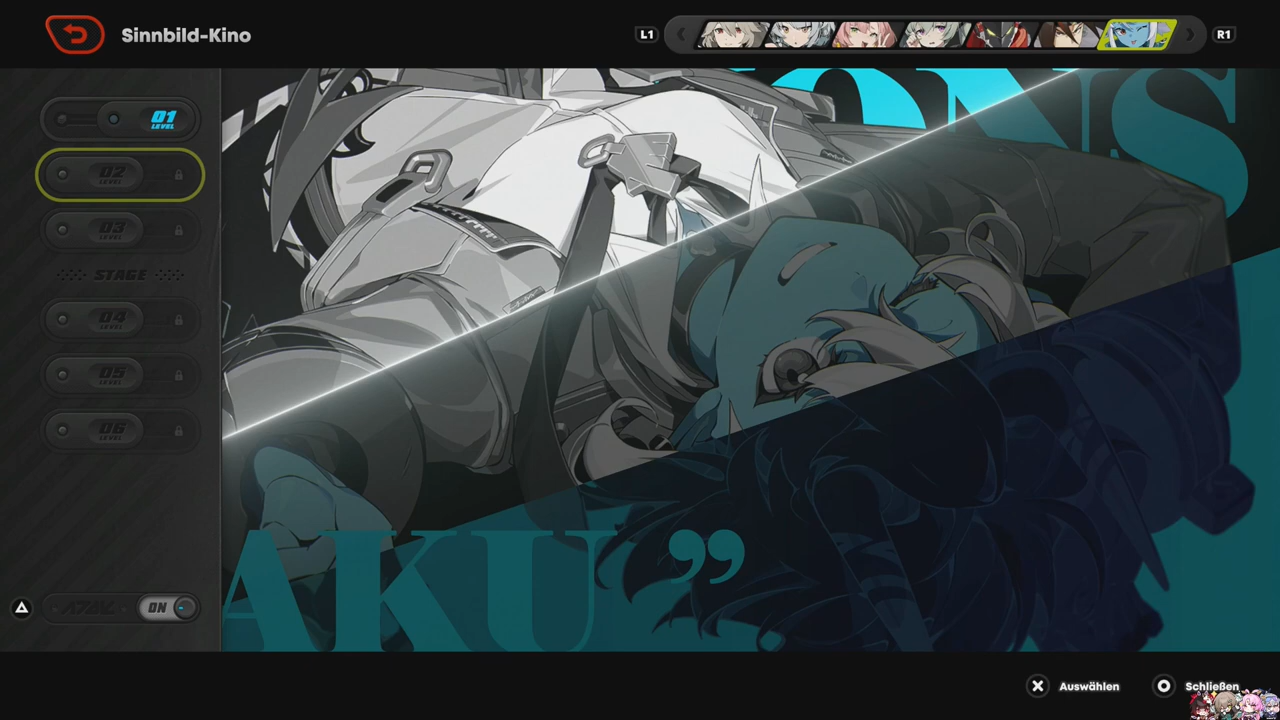 Sinnbild-Kino
L1
R1
ONS
01
LEVEL
02
LEVEL
03
LEVEL
STAGE
04
LEVEL
05
LEVEL
06
LEVEL
ON
AKU ”
Auswählen
Schließen